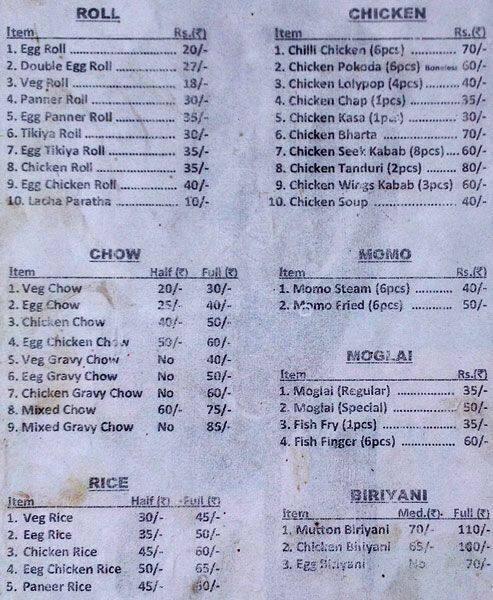 ROLL
Item Rs.(₹)
1. Egg Roll 20/-
2. Double Egg Roll 27/-
3. Veg Roll 18/-
4. Panner Roll 30/-
5. Egg Panner Roll 35/-
6. Tikiya Roll 30/-
7. Egg Tikiya Roll 35/-
8. Chicken Roll 35/-
9. Egg Chicken Roll 40/-
10. Lacha Paratha 10/-
CHOW
Item Half (₹) Full (₹)
1. Veg Chow 20/- 30/-
2. Egg Chow 25/- 40/-
3. Chicken Chow 40/- 50/-
4. Egg Chicken Chow 50/- 60/-
5. Veg Gravy Chow No 40/-
6. Eeg Gravy Chow No 50/-
7. Chicken Gravy Chow No 60/-
8. Mixed Chow 60/- 75/-
9. Mixed Gravy Chow No 85/-
RICE
Item Half (₹) Full (₹)
1. Veg Rice 30/- 45/-
2. Eeg Rice 35/- 50/-
3. Chicken Rice 45/- 60/-
4. Eeg Chicken Rice 50/- 65/-
5. Paneer Rice 45/-
CHICKEN
Item Rs.(₹)
1. Chilli Chicken (6pcs) 70/-
2. Chicken Pokoda (6pcs) Boneless 60/-
3. Chicken Lolypop (4pcs) 40/-
4. Chicken Chap (1pcs) 35/-
5. Chicken Kasa (1pcs) 30/-
6. Chicken Bharta 70/-
7. Chicken Seek Kabab (8pcs) 60/-
8. Chicken Tanduri (2pcs) 80/-
9. Chicken Wings Kabab (3pcs) 60/-
10. Chicken Soup 40/-
MOMO
Item Rs.(₹)
1. Momo Steam (6pcs) 40/-
2. Momo Fried (6pcs) 50/-
MOGLAI
Item Rs.(₹)
1. Moglai (Regular) 35/-
2. Moglai (Special) 50/-
3. Fish Fry (1pcs) 35/-
4. Fish Finger (6pcs) 60/-
BIRIYANI
Item Med.(₹) Full (₹)
1. Mutton Biriyani 70/- 110/-
2. Chicken Biriyani 65/- 100/-
3. Egg Biriyani No 70/-